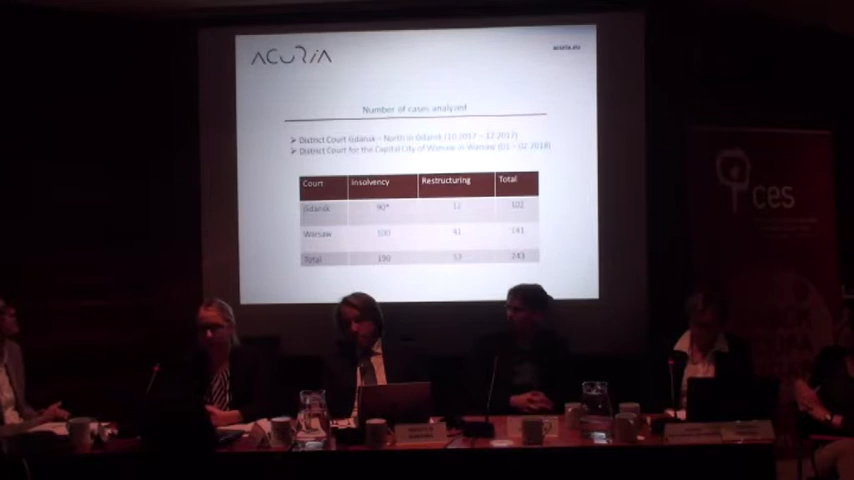 ACURIA
acuria.eu
Number of cases analyzed
➤ District Court Gdansk – North in Gdansk (10.2017 – 12.2017)
➤ District Court for the Capital City of Warsaw in Warsaw (01 – 02.2018)
Court Insolvency Restructuring Total
Gdansk 90* 12 102
Warsaw 100 41 141
Total 190 53 243
ces